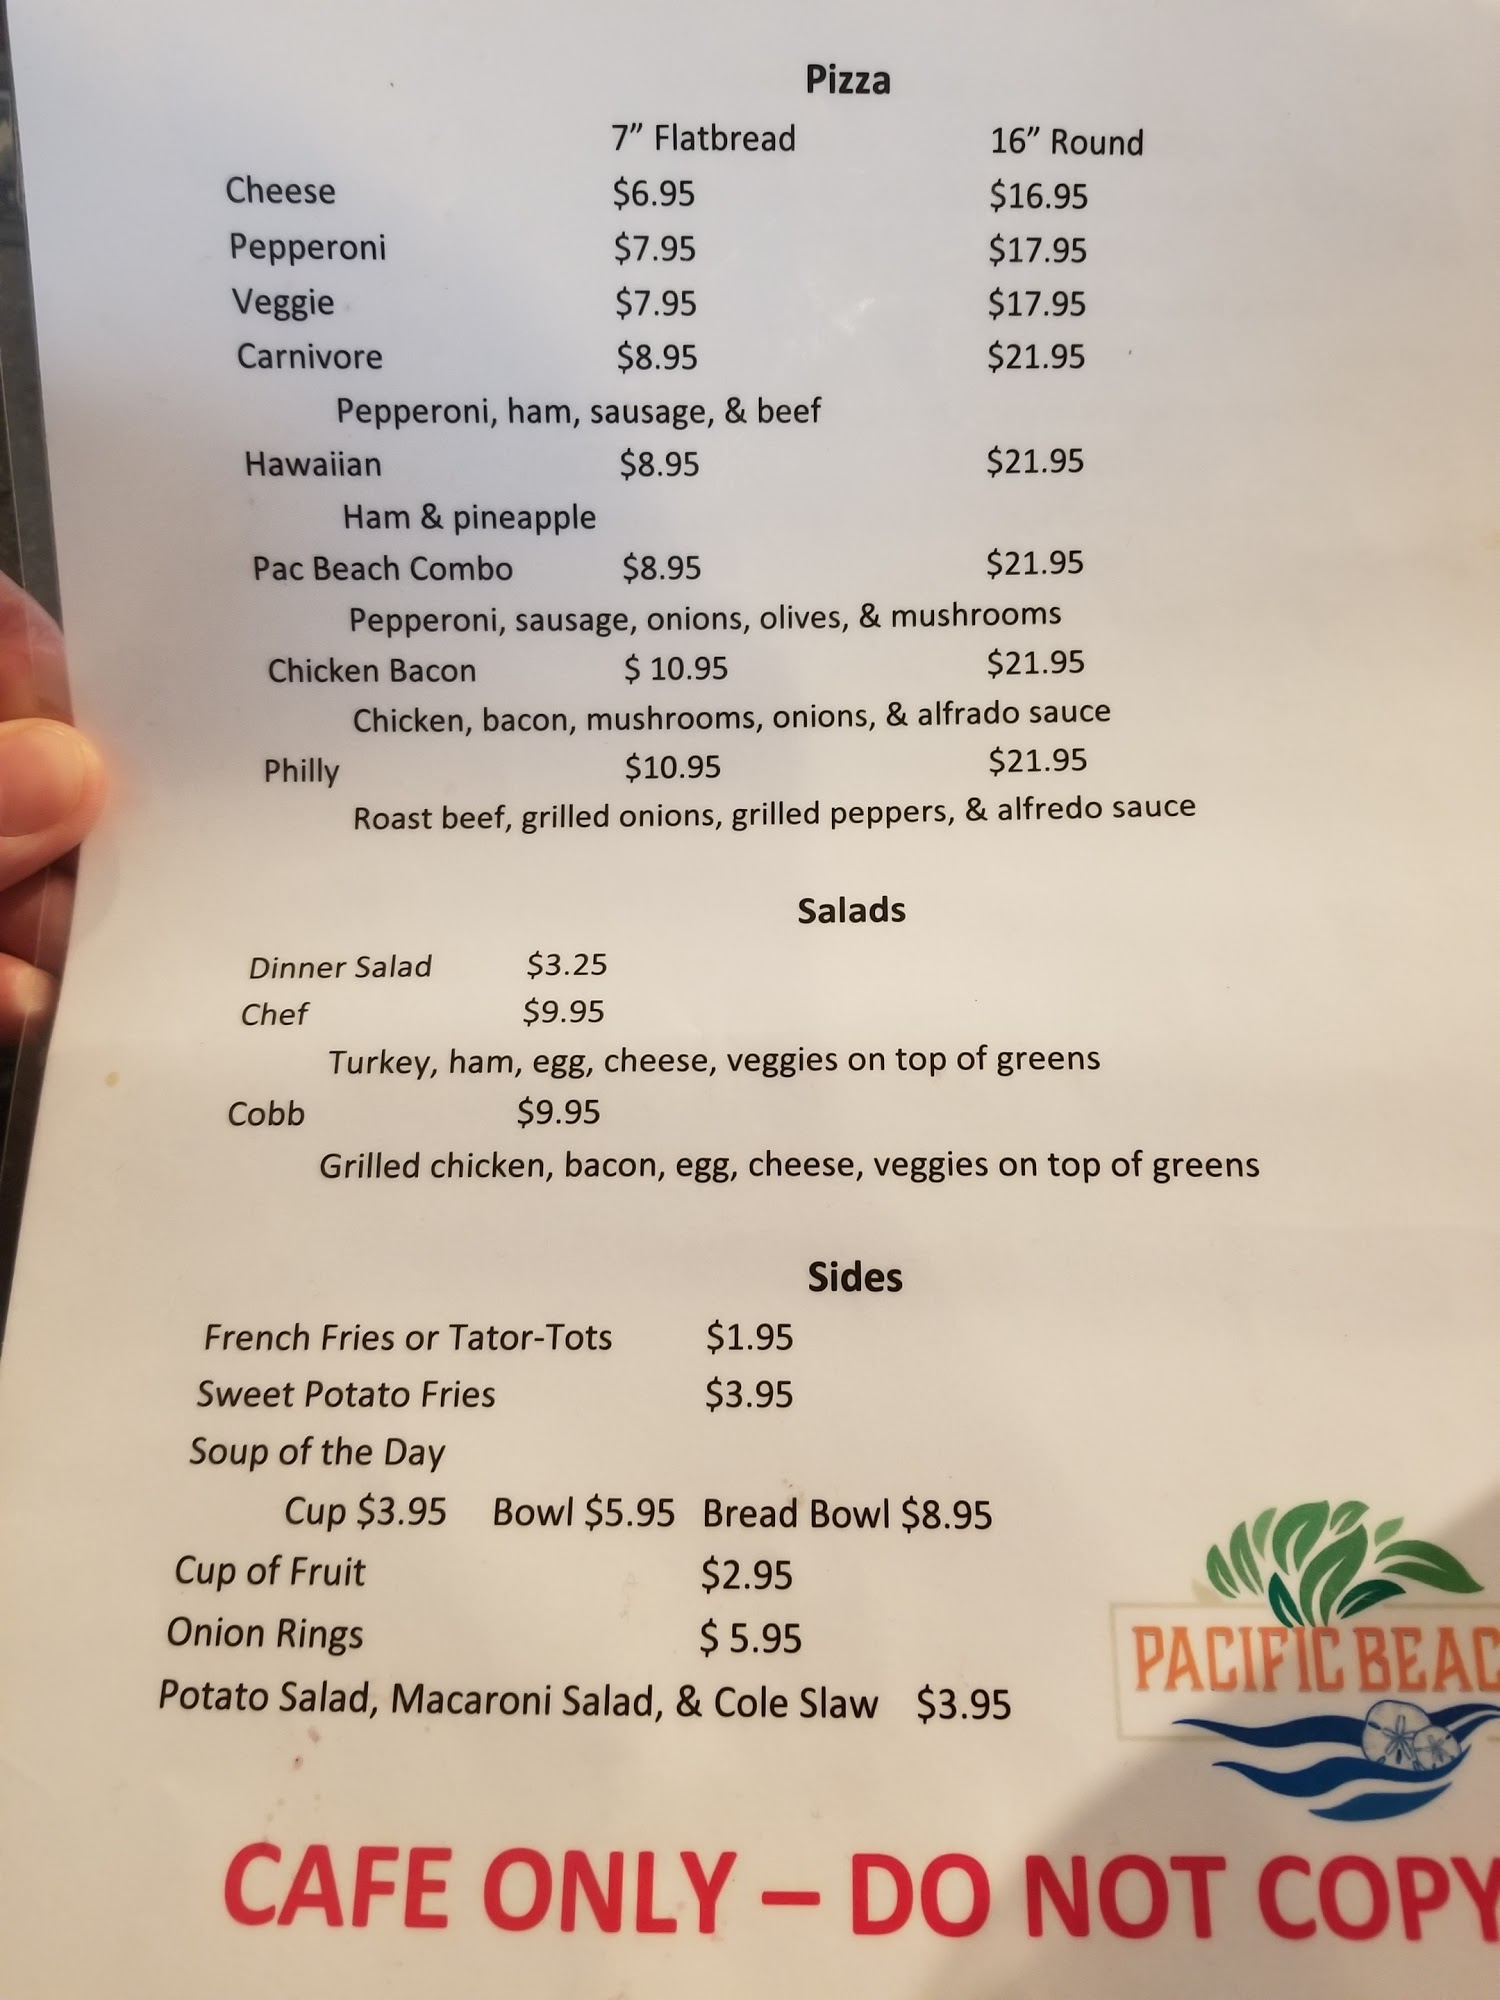 Pizza
7” Flatbread 16” Round
Cheese $6.95 $16.95
Pepperoni $7.95 $17.95
Veggie $7.95 $17.95
Carnivore $8.95 $21.95
Pepperoni, ham, sausage, & beef
Hawaiian $8.95 $21.95
Ham & pineapple
Pac Beach Combo $8.95 $21.95
Pepperoni, sausage, onions, olives, & mushrooms
Chicken Bacon $ 10.95 $21.95
Chicken, bacon, mushrooms, onions, & alfrado sauce
Philly $10.95 $21.95
Roast beef, grilled onions, grilled peppers, & alfredo sauce
Salads
Dinner Salad $3.25
Chef $9.95
Turkey, ham, egg, cheese, veggies on top of greens
Cobb $9.95
Grilled chicken, bacon, egg, cheese, veggies on top of greens
Sides
French Fries or Tator-Tots $1.95
Sweet Potato Fries $3.95
Soup of the Day
Cup $3.95 Bowl $5.95 Bread Bowl $8.95
Cup of Fruit $2.95
Onion Rings $ 5.95
Potato Salad, Macaroni Salad, & Cole Slaw $3.95
PACIFIC BEAC
CAFE ONLY – DO NOT COPY